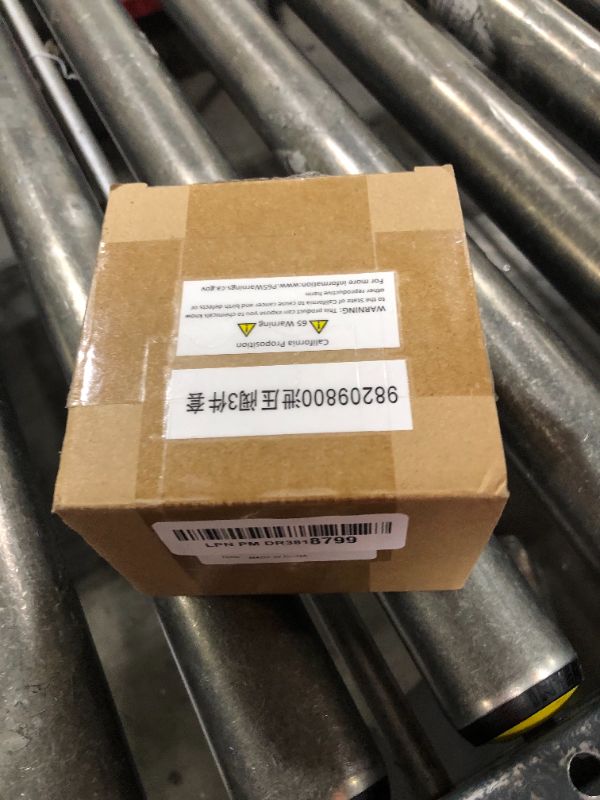 California Proposition
65 Warning
WARNING: This product can expose you chemicals know
to the State of California to cause cancer and birth defects or
other reproductive harm
For more information:www.P65Warnings.ca.gov
98209800泄压阀3件套
LPN PM DR3818799